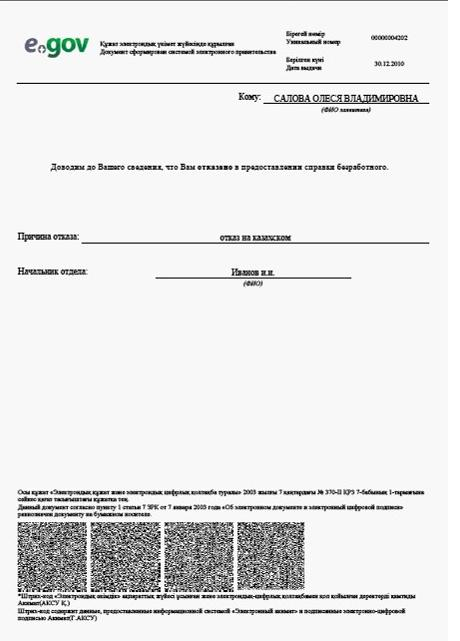 e.gov
Құжат электрондық үкімет жүйесінде құрылған
Документ сформирован системой электронного правительства
Бірегей нөмір
Уникальный номер
00000004202
Берілген күні
Дата выдачи
30.12.2010
Кому: САЛОВА ОЛЕСЯ ВЛАДИМИРОВНА
(ФИО заявителя)
Доводим до Вашего сведения, что Вам отказано в предоставлении справки безработного.
Причина отказа: отказ на казахском
Начальник отдела: Иванов и.и.
(ФИО)
Осы құжат «Электрондық құжат және электрондық цифрлық қолтаңба туралы» 2003 жылғы 7 қаңтардағы № 370-II ҚРЗ 7-бабының 1-тармағына
сәйкес қағаз тасығыштағы құжатқа тең.
Данный документ согласно пункту 1 статьи 7 ЗРК от 7 января 2003 года «Об электронном документе и электронный цифровой подписи»
равнозначен документу на бумажном носителе.
*Штрих-код «Электрондық әкімдік» ақпараттық жүйесі ұсынған және электрондық-цифрлық қолтаңбамен қол қойылған деректерді қамтиды
Акимат(АКСУ Қ.)
Штрих-код содержит данные, предоставленные информационной системой «Электронный акимат» и подписанные электронно-цифровой
подписью Акимат(Г.АКСУ)